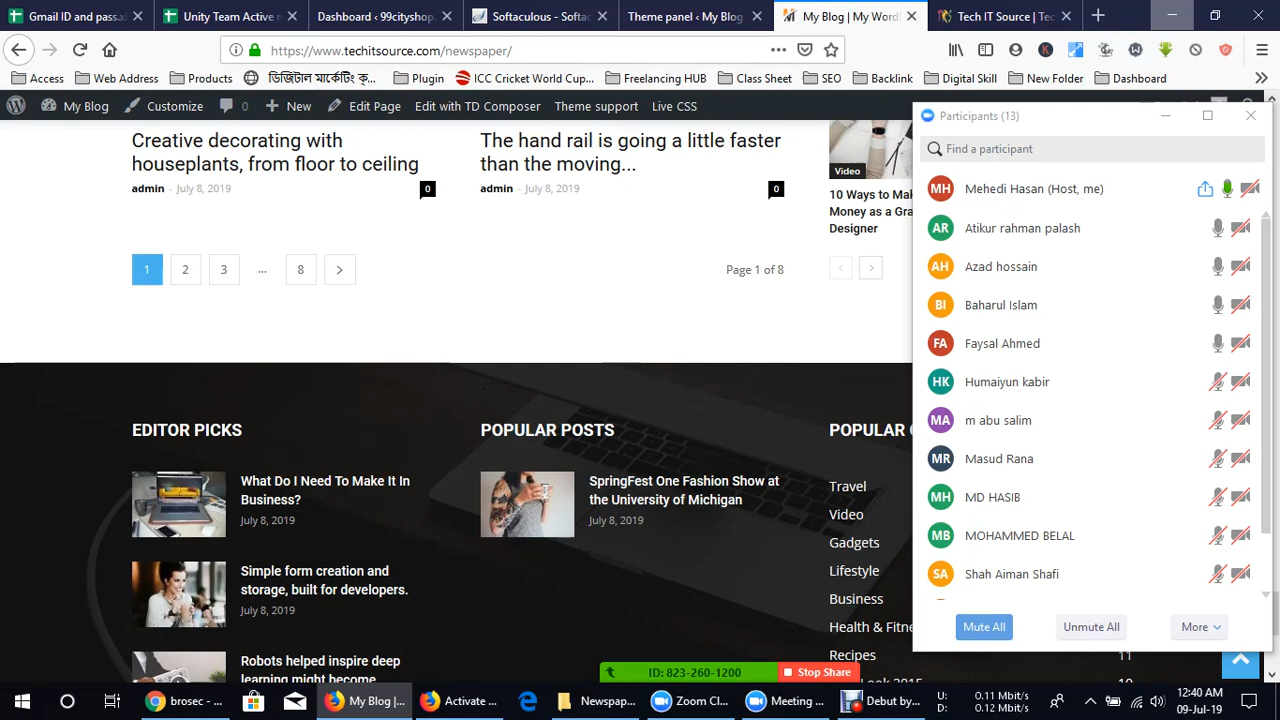 Gmail ID and pass.xl
Unity Team Active r
Dashboard ‹ 99cityshop.
Softaculous - Softac
Theme panel ‹ My Blog
My Blog | My Wor
Tech IT Source | Tec
https://www.techitsource.com/newspaper/
Access
Web Address
Products
ডিজিটাল মার্কেটিং ক্...
Plugin
ICC Cricket World Cup...
Freelancing HUB
Class Sheet
SEO
Backlink
Digital Skill
New Folder
Dashboard
My Blog
Customize
0
New
Edit Page
Edit with TD Composer
Theme support
Live CSS
Creative decorating with
houseplants, from floor to ceiling
admin - July 8, 2019
0
The hand rail is going a little faster
than the moving...
admin - July 8, 2019
0
Video
10 Ways to Ma
Money as a Gra
Designer
1 2 3 ... 8
Page 1 of 8
EDITOR PICKS
What Do I Need To Make It In
Business?
July 8, 2019
Simple form creation and
storage, built for developers.
July 8, 2019
Robots helped inspire deep
learning might become
POPULAR POSTS
SpringFest One Fashion Show at
the University of Michigan
July 8, 2019
POPULAR
Travel
Video
Gadgets
Lifestyle
Business
Health & Fitne
Recipes
11
10
Participants (13)
Find a participant
MH Mehedi Hasan (Host, me)
AR Atikur rahman palash
AH Azad hossain
BI Baharul Islam
FA Faysal Ahmed
HK Humaiyun kabir
MA m abu salim
MR Masud Rana
MH MD HASIB
MB MOHAMMED BELAL
SA Shah Aiman Shafi
Mute All
Unmute All
More
ID: 823-260-1200
Stop Share
brosec - ...
My Blog |...
Activate ...
Newspap...
Zoom Cl...
Meeting ...
Debut by...
U: 0.11 Mbit/s
D: 0.12 Mbit/s
12:40 AM
09-Jul-19